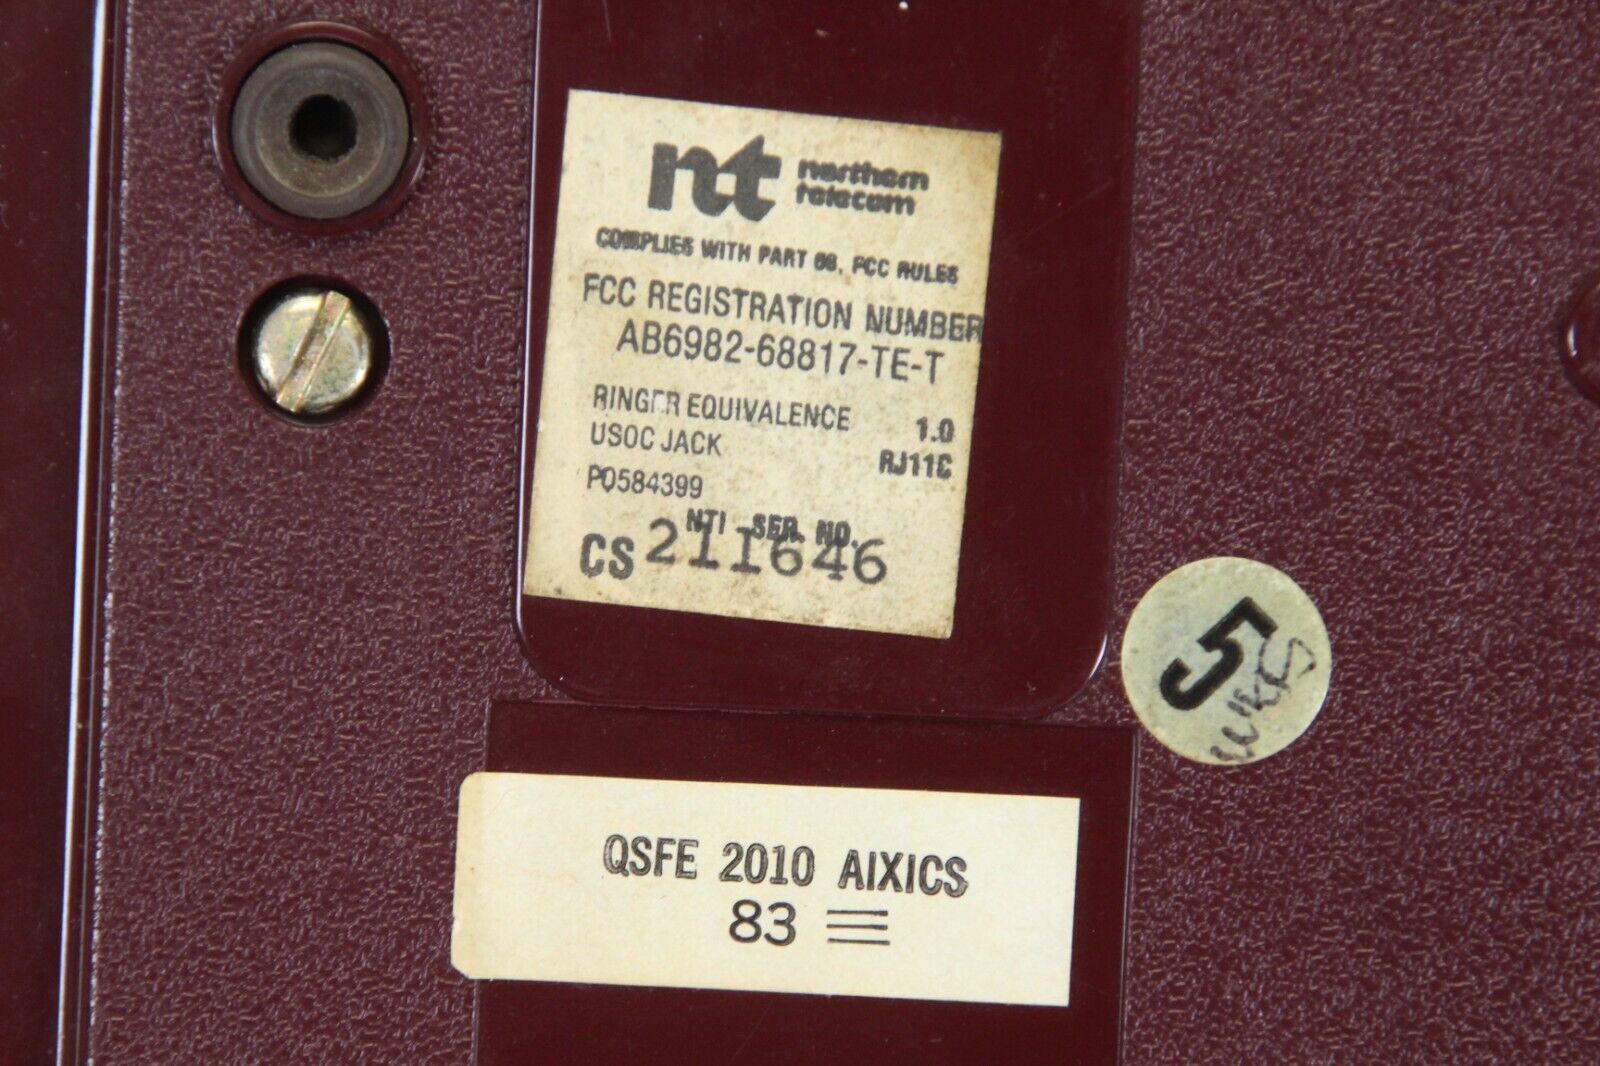 nt northern
telecom
COMPLIES WITH PART 68, FCC RULES
FCC REGISTRATION NUMBER
AB6982-68817-TE-T
RINGER EQUIVALENCE 1.0
USOC JACK RJ11C
PO584399
NTI SER. NO.
CS 211646
5
QSFE 2010 AIXICS
83